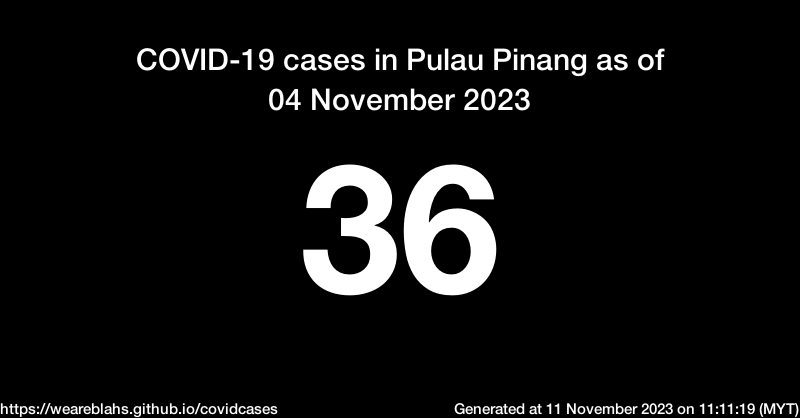 COVID-19 cases in Pulau Pinang as of
04 November 2023
36
https://weareblahs.github.io/covidcases
Generated at 11 November 2023 on 11:11:19 (MYT)